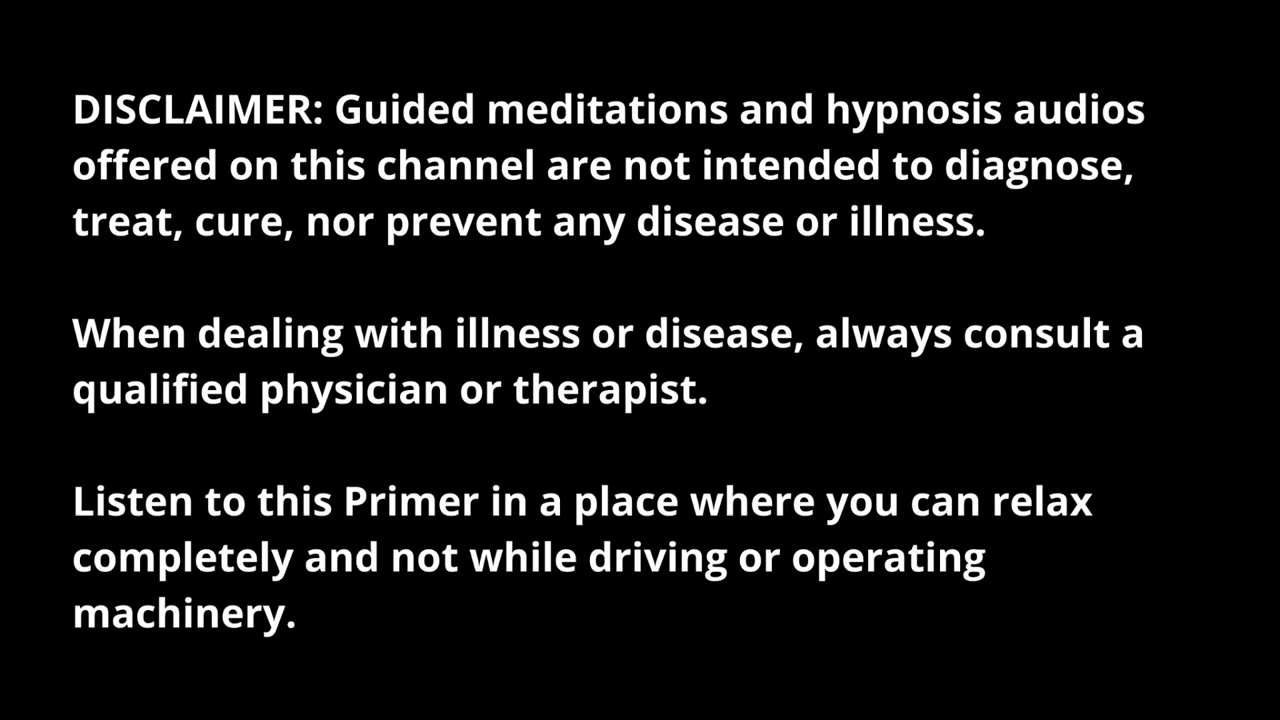 DISCLAIMER: Guided meditations and hypnosis audios
offered on this channel are not intended to diagnose,
treat, cure, nor prevent any disease or illness.
When dealing with illness or disease, always consult a
qualified physician or therapist.
Listen to this Primer in a place where you can relax
completely and not while driving or operating
machinery.